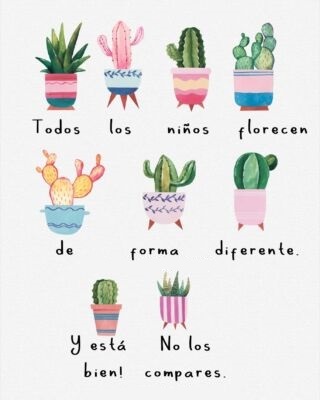 Todos los niños florecen
de forma diferente.
Y está No los
bien! compares.